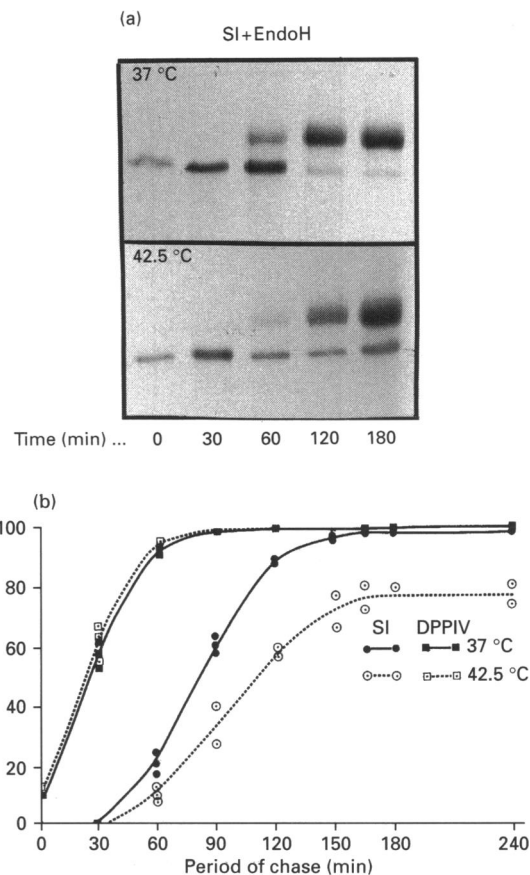 (a)
SI+EndoH
37 °C
42.5 °C
Time (min) ... 0 30 60 120 180
(b)
100
80
60
40
20
0
SI DPPIV
37 °C
42.5 °C
0 30 60 90 120 150 180 210 240
Period of chase (min)